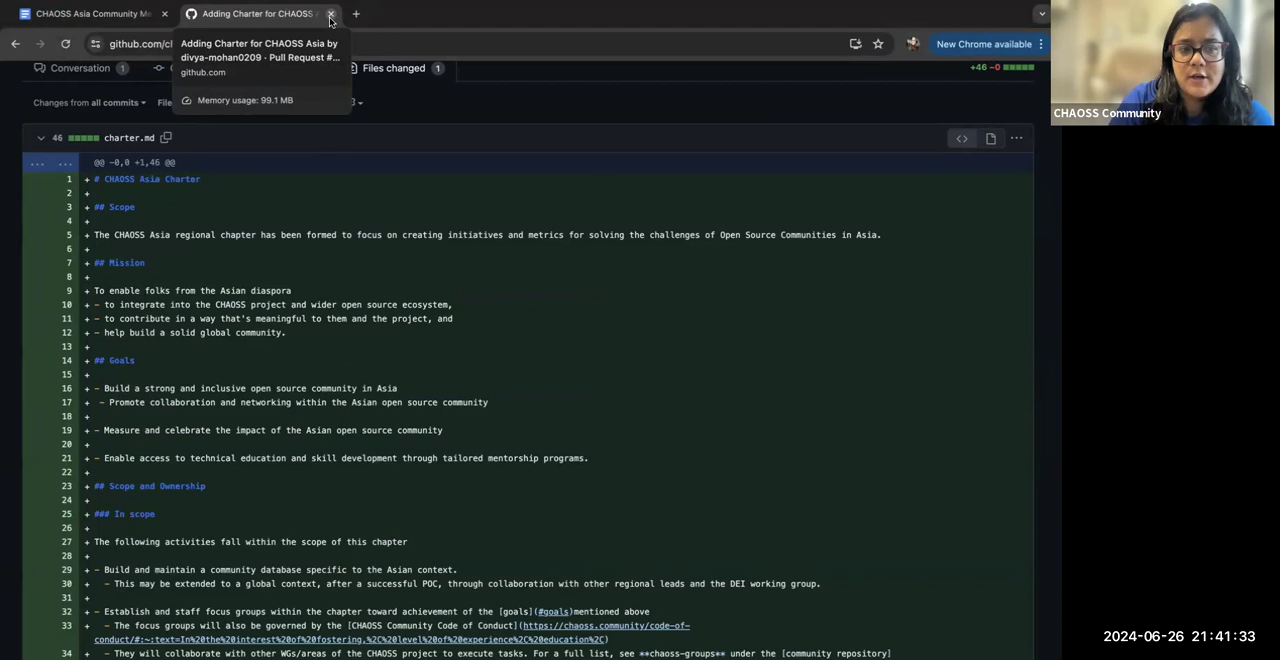 CHAOSS Asia Community Me
Adding Charter for CHAOSS A
github.com/cl
New Chrome available
Adding Charter for CHAOSS Asia by
divya-mohan0209 · Pull Request #...
github.com
Memory usage: 99.1 MB
Conversation 1
Files changed 1
+46 −0
Changes from all commits
File
46 charter.md
... ... @@ -0,0 +1,46 @@
1 + # CHAOSS Asia Charter
2 +
3 + ## Scope
4 +
5 + The CHAOSS Asia regional chapter has been formed to focus on creating initiatives and metrics for solving the challenges of Open Source Communities in Asia.
6 +
7 + ## Mission
8 +
9 + To enable folks from the Asian diaspora
10 + - to integrate into the CHAOSS project and wider open source ecosystem,
11 + - to contribute in a way that's meaningful to them and the project, and
12 + - help build a solid global community.
13 +
14 + ## Goals
15 +
16 + - Build a strong and inclusive open source community in Asia
17 + - Promote collaboration and networking within the Asian open source community
18 +
19 + - Measure and celebrate the impact of the Asian open source community
20 +
21 + - Enable access to technical education and skill development through tailored mentorship programs.
22 +
23 + ## Scope and Ownership
24 +
25 + ### In scope
26 +
27 + The following activities fall within the scope of this chapter
28 +
29 + - Build and maintain a community database specific to the Asian context.
30 + - This may be extended to a global context, after a successful POC, through collaboration with other regional leads and the DEI working group.
31 +
32 + - Establish and staff focus groups within the chapter toward achievement of the [goals](#goals)mentioned above
33 + - The focus groups will also be governed by the [CHAOSS Community Code of Conduct](https://chaoss.community/code-of-
conduct/#:~:text=In%20the%20interest%20of%20fostering,%2C%20level%20of%20experience%2C%20education%2C)
34 + - They will collaborate with other WGs/areas of the CHAOSS project to execute tasks. For a full list, see **chaoss-groups** under the [community repository]
CHAOSS Community
2024-06-26 21:41:33